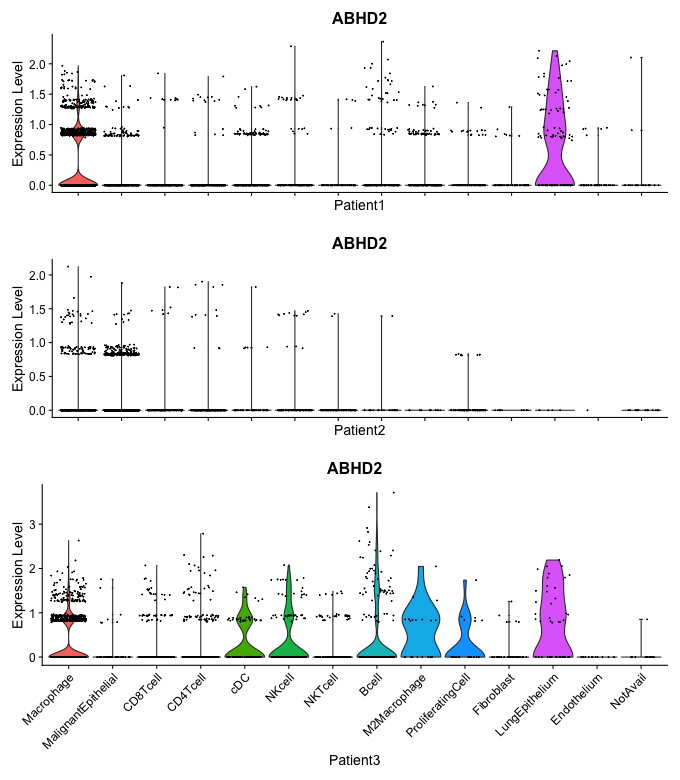 ABHD2
Expression Level
2.0
1.5
1.0
0.5
0.0
Patient1
ABHD2
Expression Level
2.0
1.5
1.0
0.5
0.0
Patient2
ABHD2
Expression Level
3
2
1
0
Macrophage
MalignantEpithelial
CD8Tcell
CD4Tcell
cDC
NKcell
NKTcell
Bcell
M2Macrophage
ProliferatingCell
Fibroblast
LungEpithelium
Endothelium
NotAvail
Patient3